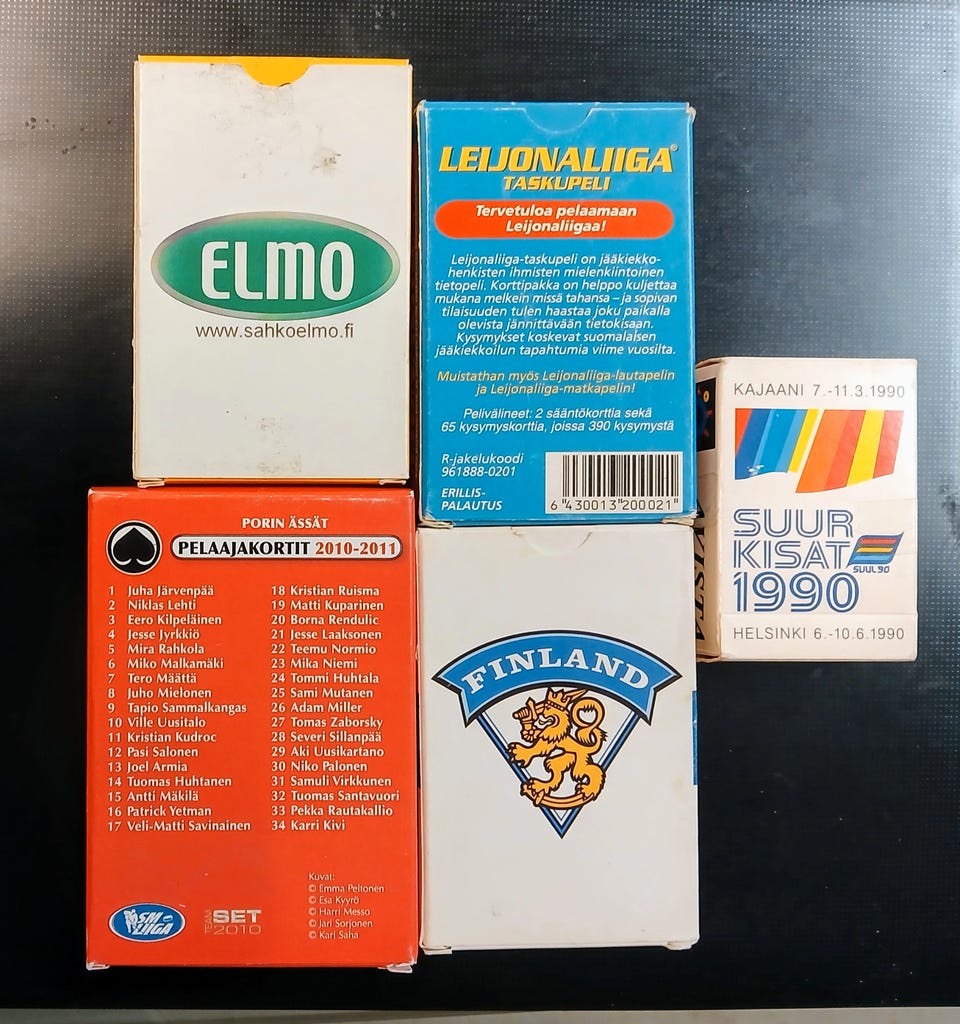 ELMO
www.sahkoelmo.fi
LEIJONALIIGA®
TASKUPELI
Tervetuloa pelaamaan
Leijonaliigaa!
Leijonaliiga-taskupeli on jääkiekko-
henkisten ihmisten mielenkiintoinen
tietopeli. Korttipakka on helppo kuljettaa
mukana melkein missä tahansa – ja sopivan
tilaisuuden tulen haastaa joku paikalla
olevista jännittävään tietokisaan.
Kysymykset koskevat suomalaisen
jääkiekkoilun tapahtumia viime vuosilta.
Muistathan myös Leijonaliiga-lautapelin
ja Leijonaliiga-matkapelin!
Pelivälineet: 2 sääntökorttia sekä
65 kysymyskorttia, joissa 390 kysymystä
R-jakelukoodi
961888-0201
ERILLIS-
PALAUTUS
6 430013 200021
KAJAANI 7.-11.3.1990
SUUR
KISAT
SUUL 90
1990
HELSINKI 6.-10.6.1990
PORIN ÄSSÄT
PELAAJAKORTIT 2010-2011
1 Juha Järvenpää
2 Niklas Lehti
3 Eero Kilpeläinen
4 Jesse Jyrkkiö
5 Mira Rahkola
6 Miko Malkamäki
7 Tero Määttä
8 Juho Mielonen
9 Tapio Sammalkangas
10 Ville Uusitalo
11 Kristian Kudroc
12 Pasi Salonen
13 Joel Armia
14 Tuomas Huhtanen
15 Antti Mäkilä
16 Patrick Yetman
17 Veli-Matti Savinainen
18 Kristian Ruisma
19 Matti Kuparinen
20 Borna Rendulic
21 Jesse Laaksonen
22 Teemu Normio
23 Mika Niemi
24 Tommi Huhtala
25 Sami Mutanen
26 Adam Miller
27 Tomas Zaborsky
28 Severi Sillanpää
29 Aki Uusikartano
30 Niko Palonen
31 Samuli Virkkunen
32 Tuomas Santavuori
33 Pekka Rautakallio
34 Karri Kivi
Kuvat:
© Emma Peltonen
© Esa Kyyrö
© Harri Messo
© Jari Sorjonen
© Kari Saha
SM LIIGA
TEAM SET
2010
FINLAND